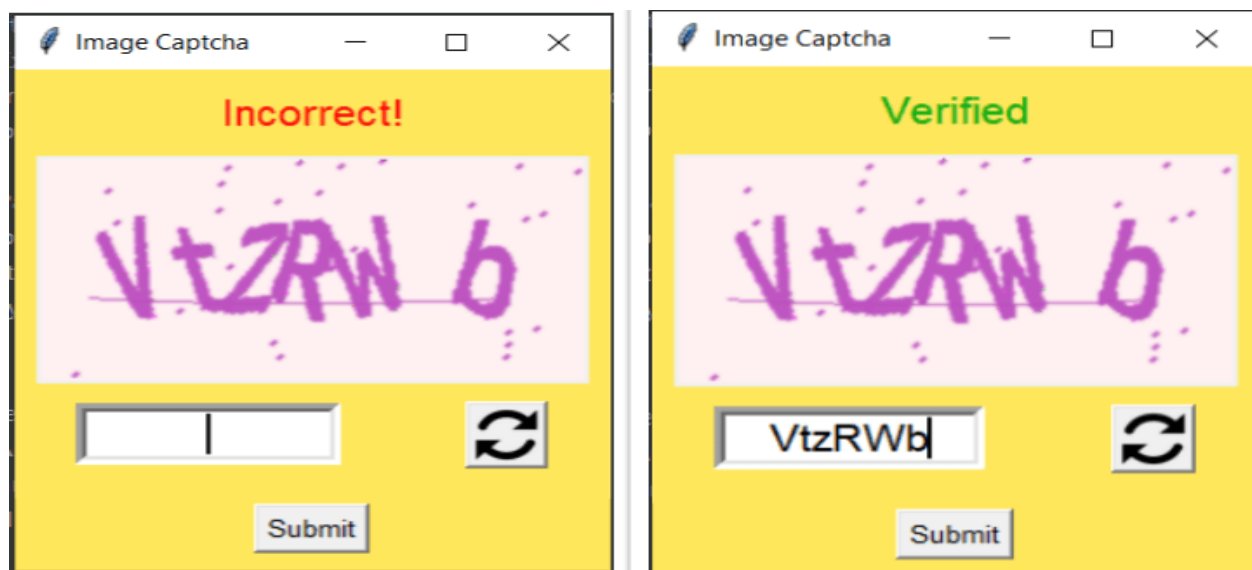 Image Captcha
Incorrect!
VtZRW b
Submit
Image Captcha
Verified
VtZRW b
VtzRWb
Submit